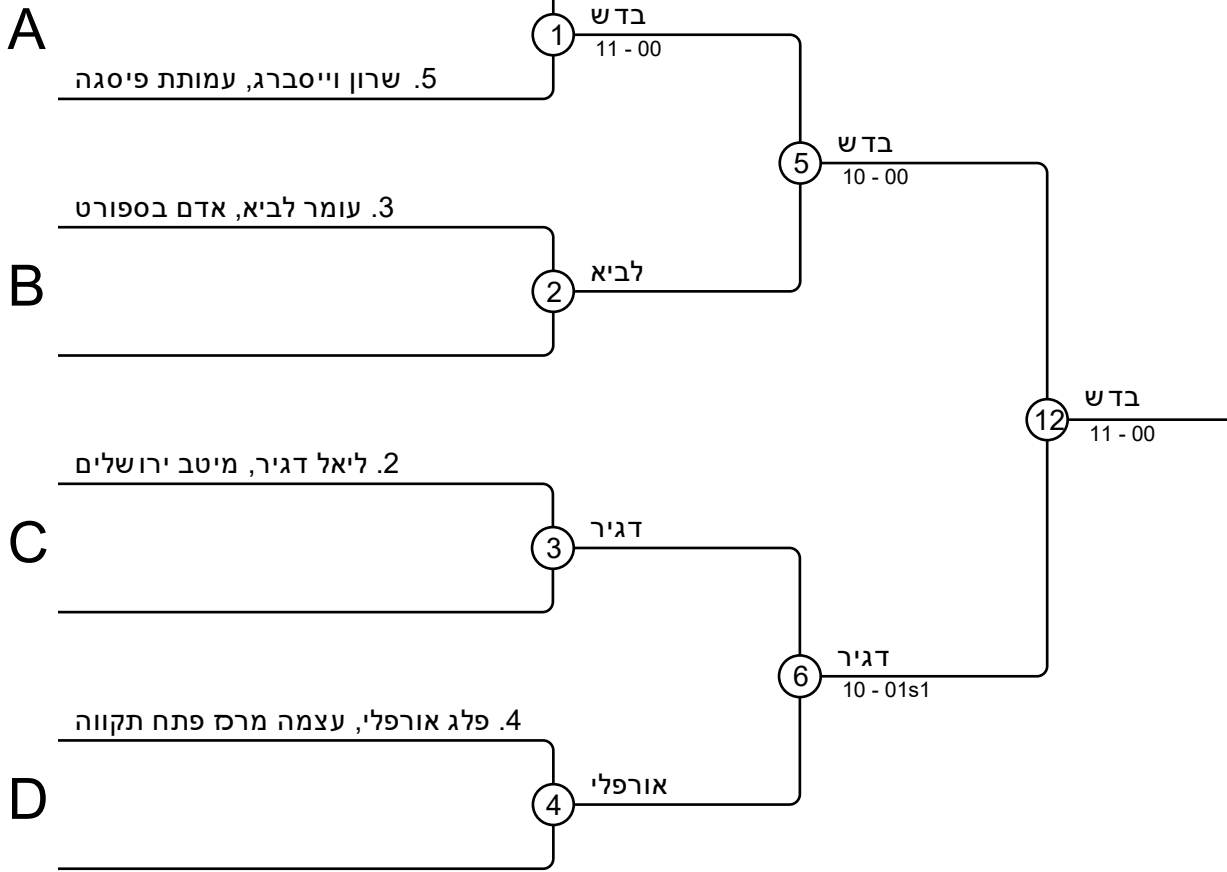 A
1
בדש
11 - 00
5. שרון וייסברג, עמותת פיסגה
5
בדש
10 - 00
3. עומר לביא, אדם בספורט
B
2
לביא
12
בדש
11 - 00
2. ליאל דגיר, מיטב ירושלים
C
3
דגיר
6
דגיר
10 - 01s1
4. פלג אורפלי, עצמה מרכז פתח תקווה
D
4
אורפלי